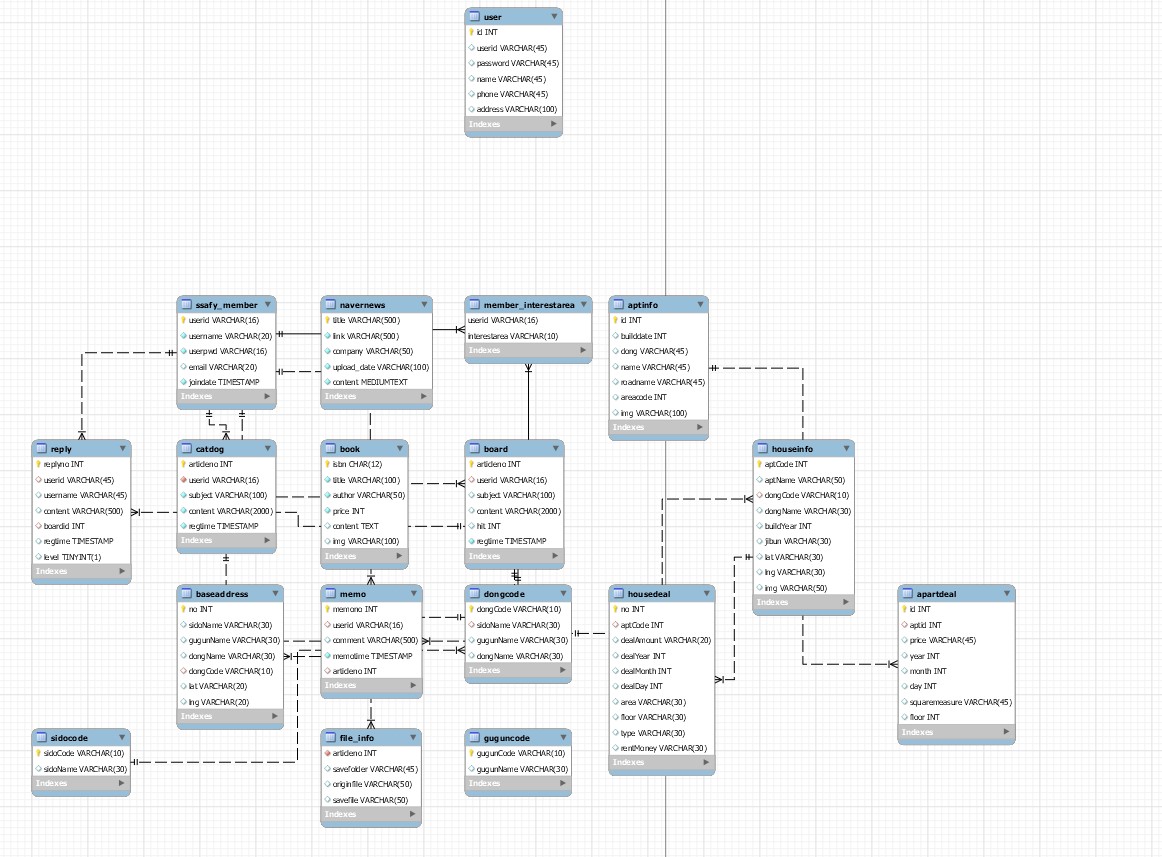 user
id INT
userid VARCHAR(45)
password VARCHAR(45)
name VARCHAR(45)
phone VARCHAR(45)
address VARCHAR(100)
Indexes
ssafy_member
userid VARCHAR(16)
username VARCHAR(20)
userpwd VARCHAR(16)
email VARCHAR(20)
joindate TIMESTAMP
Indexes
navernews
title VARCHAR(500)
link VARCHAR(500)
company VARCHAR(50)
upload_date VARCHAR(100)
content MEDIUMTEXT
Indexes
member_interestarea
userid VARCHAR(16)
interestarea VARCHAR(10)
Indexes
aptinfo
id INT
builddate INT
dong VARCHAR(45)
name VARCHAR(45)
roadname VARCHAR(45)
areacode INT
img VARCHAR(100)
Indexes
reply
replyno INT
userid VARCHAR(45)
username VARCHAR(45)
content VARCHAR(500)
boardid INT
regtime TIMESTAMP
level TINYINT(1)
Indexes
catdog
articleno INT
userid VARCHAR(16)
subject VARCHAR(100)
content VARCHAR(2000)
regtime TIMESTAMP
Indexes
book
isbn CHAR(12)
title VARCHAR(100)
author VARCHAR(50)
price INT
content TEXT
img VARCHAR(100)
Indexes
board
articleno INT
userid VARCHAR(16)
subject VARCHAR(100)
content VARCHAR(2000)
hit INT
regtime TIMESTAMP
Indexes
houseinfo
aptCode INT
aptName VARCHAR(50)
dongCode VARCHAR(10)
dongName VARCHAR(30)
buildYear INT
jibun VARCHAR(30)
lat VARCHAR(30)
lng VARCHAR(30)
img VARCHAR(50)
Indexes
baseaddress
no INT
sidoName VARCHAR(30)
gugunName VARCHAR(30)
dongName VARCHAR(30)
dongCode VARCHAR(10)
lat VARCHAR(20)
lng VARCHAR(20)
Indexes
memo
memono INT
userid VARCHAR(16)
comment VARCHAR(500)
memotime TIMESTAMP
articleno INT
Indexes
dongcode
dongCode VARCHAR(10)
sidoName VARCHAR(30)
gugunName VARCHAR(30)
dongName VARCHAR(30)
Indexes
housedeal
no INT
aptCode INT
dealAmount VARCHAR(20)
dealYear INT
dealMonth INT
dealDay INT
area VARCHAR(30)
floor VARCHAR(30)
type VARCHAR(30)
rentMoney VARCHAR(30)
Indexes
apartdeal
id INT
aptid INT
price VARCHAR(45)
year INT
month INT
day INT
squaremeasure VARCHAR(45)
floor INT
Indexes
sidocode
sidoCode VARCHAR(10)
sidoName VARCHAR(30)
Indexes
file_info
articleno INT
savefolder VARCHAR(45)
originfile VARCHAR(50)
savefile VARCHAR(50)
Indexes
guguncode
gugunCode VARCHAR(10)
gugunName VARCHAR(30)
Indexes